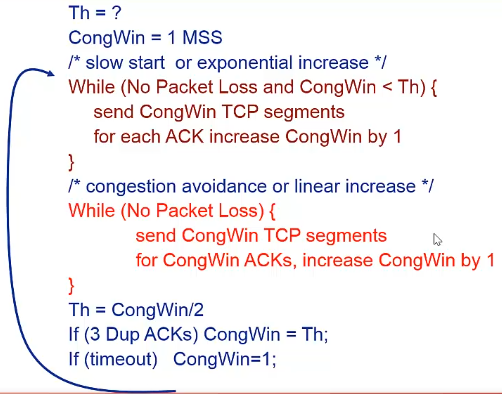 Th = ?
CongWin = 1 MSS
/* slow start or exponential increase */
While (No Packet Loss and CongWin < Th) {
send CongWin TCP segments
for each ACK increase CongWin by 1
}
/* congestion avoidance or linear increase */
While (No Packet Loss) {
send CongWin TCP segments
for CongWin ACKs, increase CongWin by 1
}
Th = CongWin/2
If (3 Dup ACKs) CongWin = Th;
If (timeout) CongWin=1;